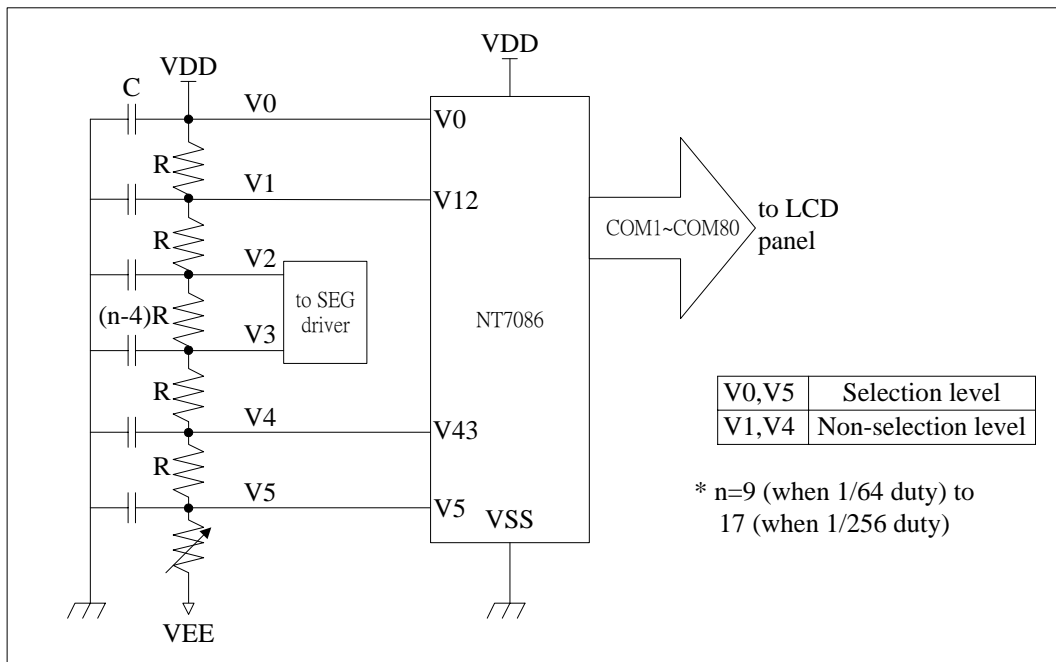 VDD
VDD
C
V0
V0
R
V1
V12
COM1~COM80
to LCD
panel
R
V2
to SEG
driver
(n-4)R
V3
NT7086
R
V4
V43
V0,V5 Selection level
V1,V4 Non-selection level
R
V5
V5
VSS
* n=9 (when 1/64 duty) to
17 (when 1/256 duty)
VEE